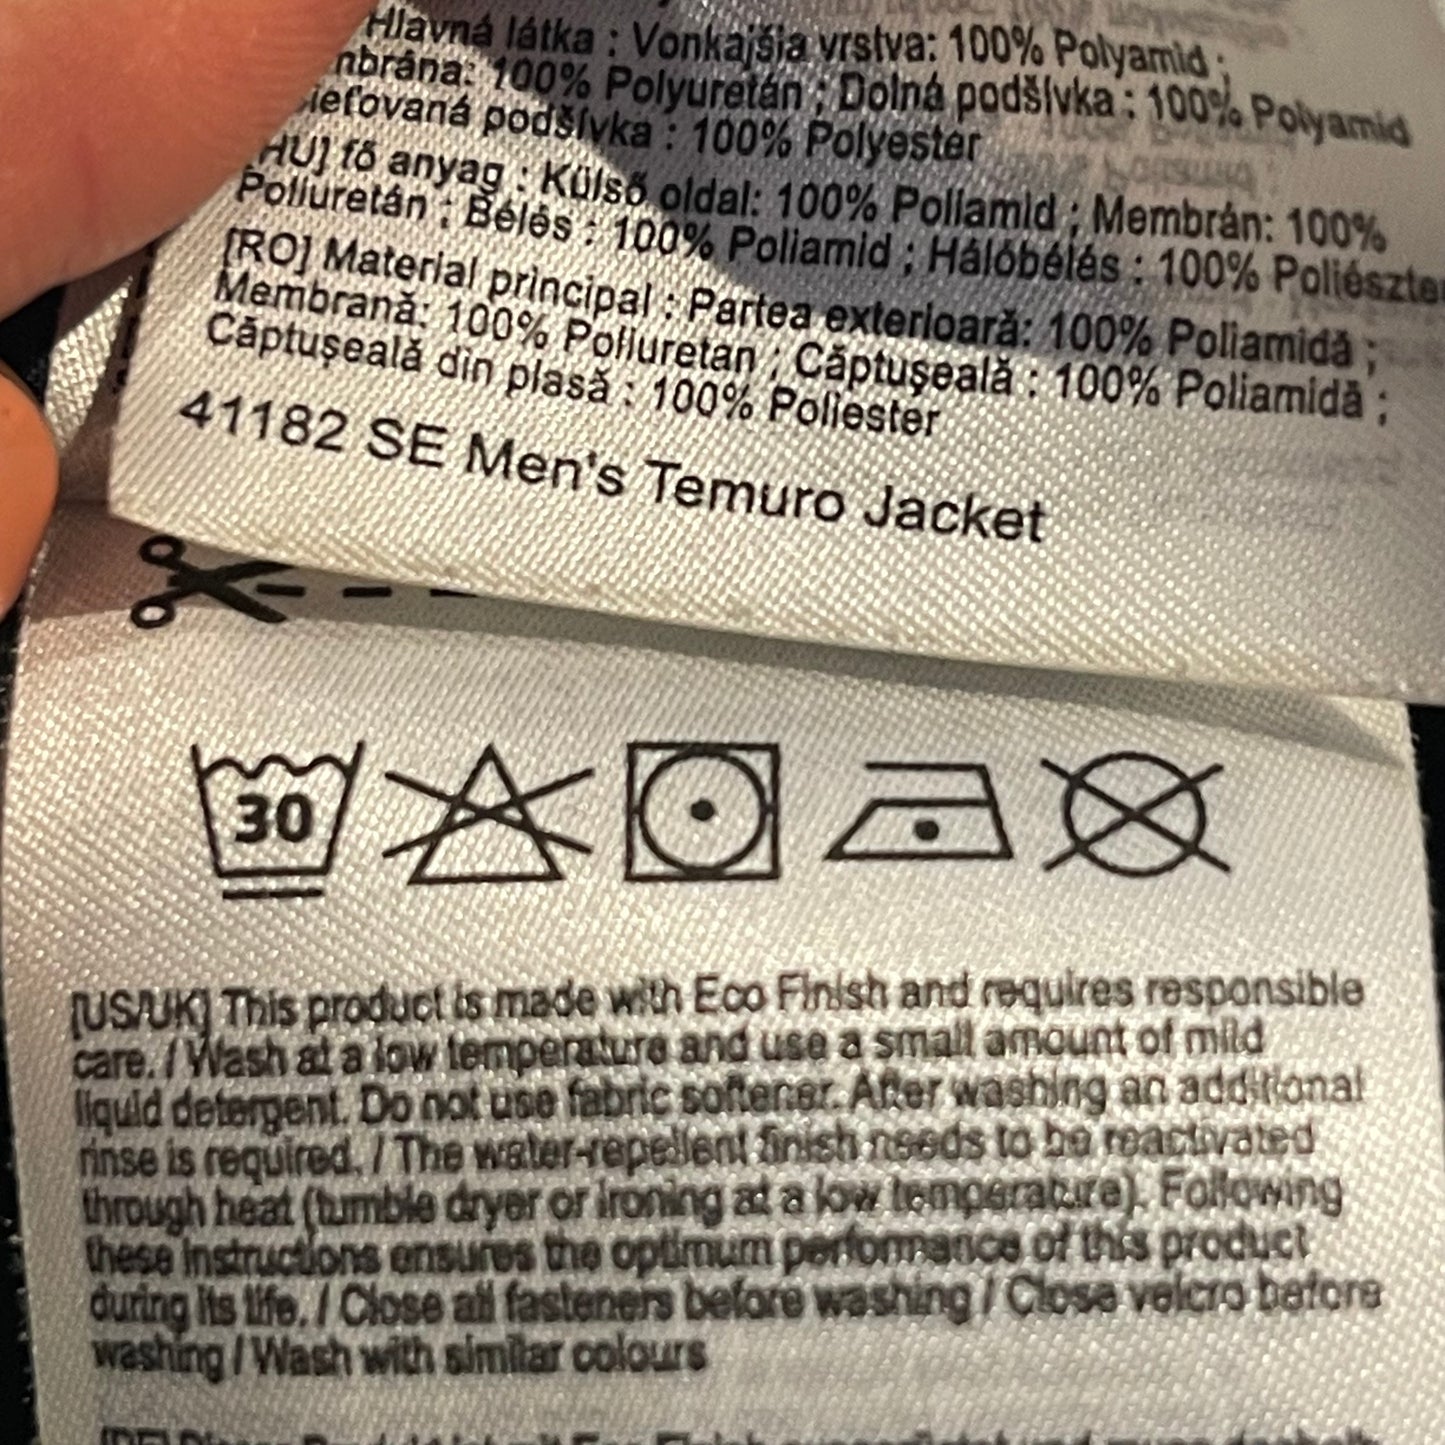 Hlavná látka : Vonkajšia vrstva: 100% Polyamid ;
mbrána: 100% Polyuretán ; Dolná podšívka : 100% Polyamid
ieťovaná podšívka : 100% Polyester
[HU] fő anyag : Külső oldal: 100% Poliamid ; Membrán: 100%
Poliuretán ; Bélés : 100% Poliamid ; Hálóbélés : 100% Poliészte
[RO] Material principal : Partea exterioară: 100% Poliamidă ;
Membrană: 100% Poliuretan ; Căptuşeală : 100% Poliamidă ;
Căptuşeală din plasă : 100% Poliester
41182 SE Men's Temuro Jacket
30
[US/UK] This product is made with Eco Finish and requires responsible
care. / Wash at a low temperature and use a small amount of mild
liquid detergent. Do not use fabric softener. After washing an additional
rinse is required. / The water-repellent finish needs to be reactivated
through heat (tumble dryer or ironing at a low temperature). Following
these instructions ensures the optimum performance of this product
during its life. / Close all fasteners before washing / Close velcro before
washing / Wash with similar colours